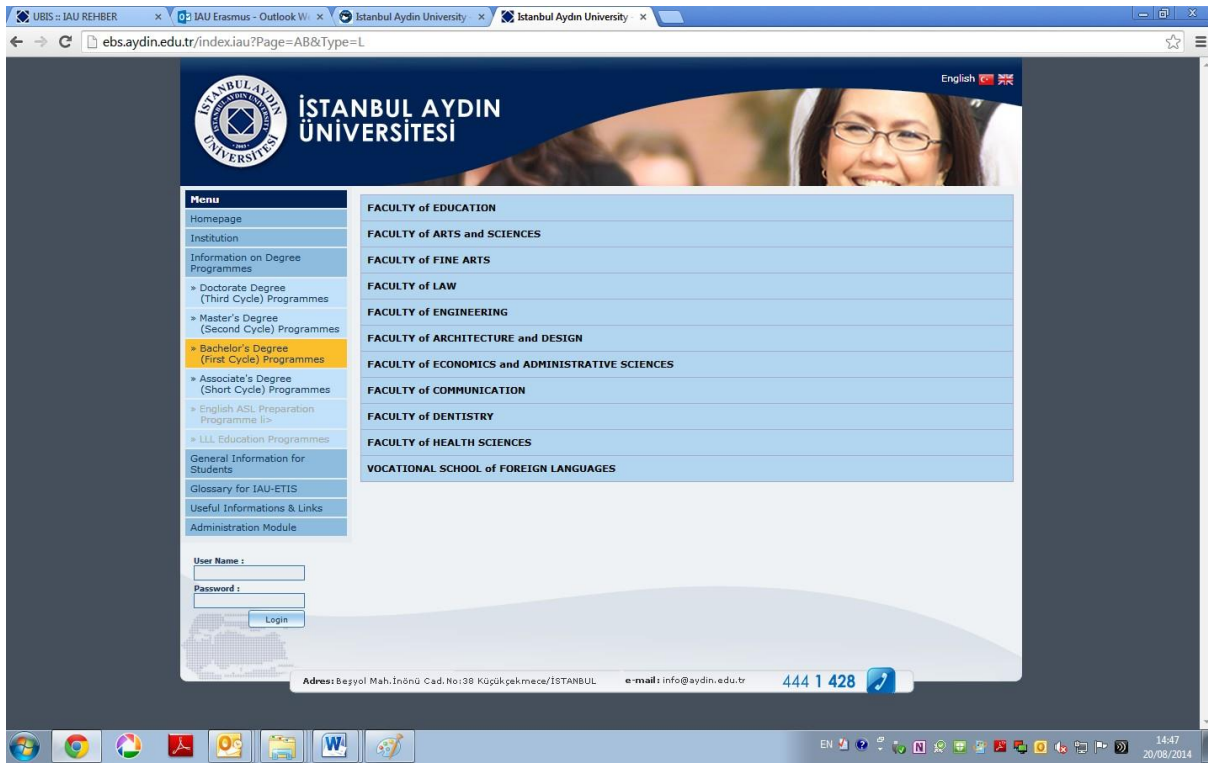 UBIS :: IAU REHBER
IAU Erasmus - Outlook W
Istanbul Aydin University
Istanbul Aydın University
ebs.aydin.edu.tr/index.iau?Page=AB&Type=L
English
İSTANBUL AYDIN
ÜNİVERSİTESİ
İSTANBUL AYDIN
ÜNİVERSİTESİ
Menu
Homepage
Institution
Information on Degree
Programmes
» Doctorate Degree
(Third Cycle) Programmes
» Master's Degree
(Second Cycle) Programmes
» Bachelor's Degree
(First Cycle) Programmes
» Associate's Degree
(Short Cycle) Programmes
» English ASL Preparation
Programme li>
» LLL Education Programmes
General Information for
Students
Glossary for IAU-ETIS
Useful Informations & Links
Administration Module
FACULTY of EDUCATION
FACULTY of ARTS and SCIENCES
FACULTY of FINE ARTS
FACULTY of LAW
FACULTY of ENGINEERING
FACULTY of ARCHITECTURE and DESIGN
FACULTY of ECONOMICS and ADMINISTRATIVE SCIENCES
FACULTY of COMMUNICATION
FACULTY of DENTISTRY
FACULTY of HEALTH SCIENCES
VOCATIONAL SCHOOL of FOREIGN LANGUAGES
User Name :
Password :
Login
Adres: Beşyol Mah.İnönü Cad.No:38 Küçükçekmece/İSTANBUL e-mail: info@aydin.edu.tr 444 1 428
EN
14:47
20/08/2014